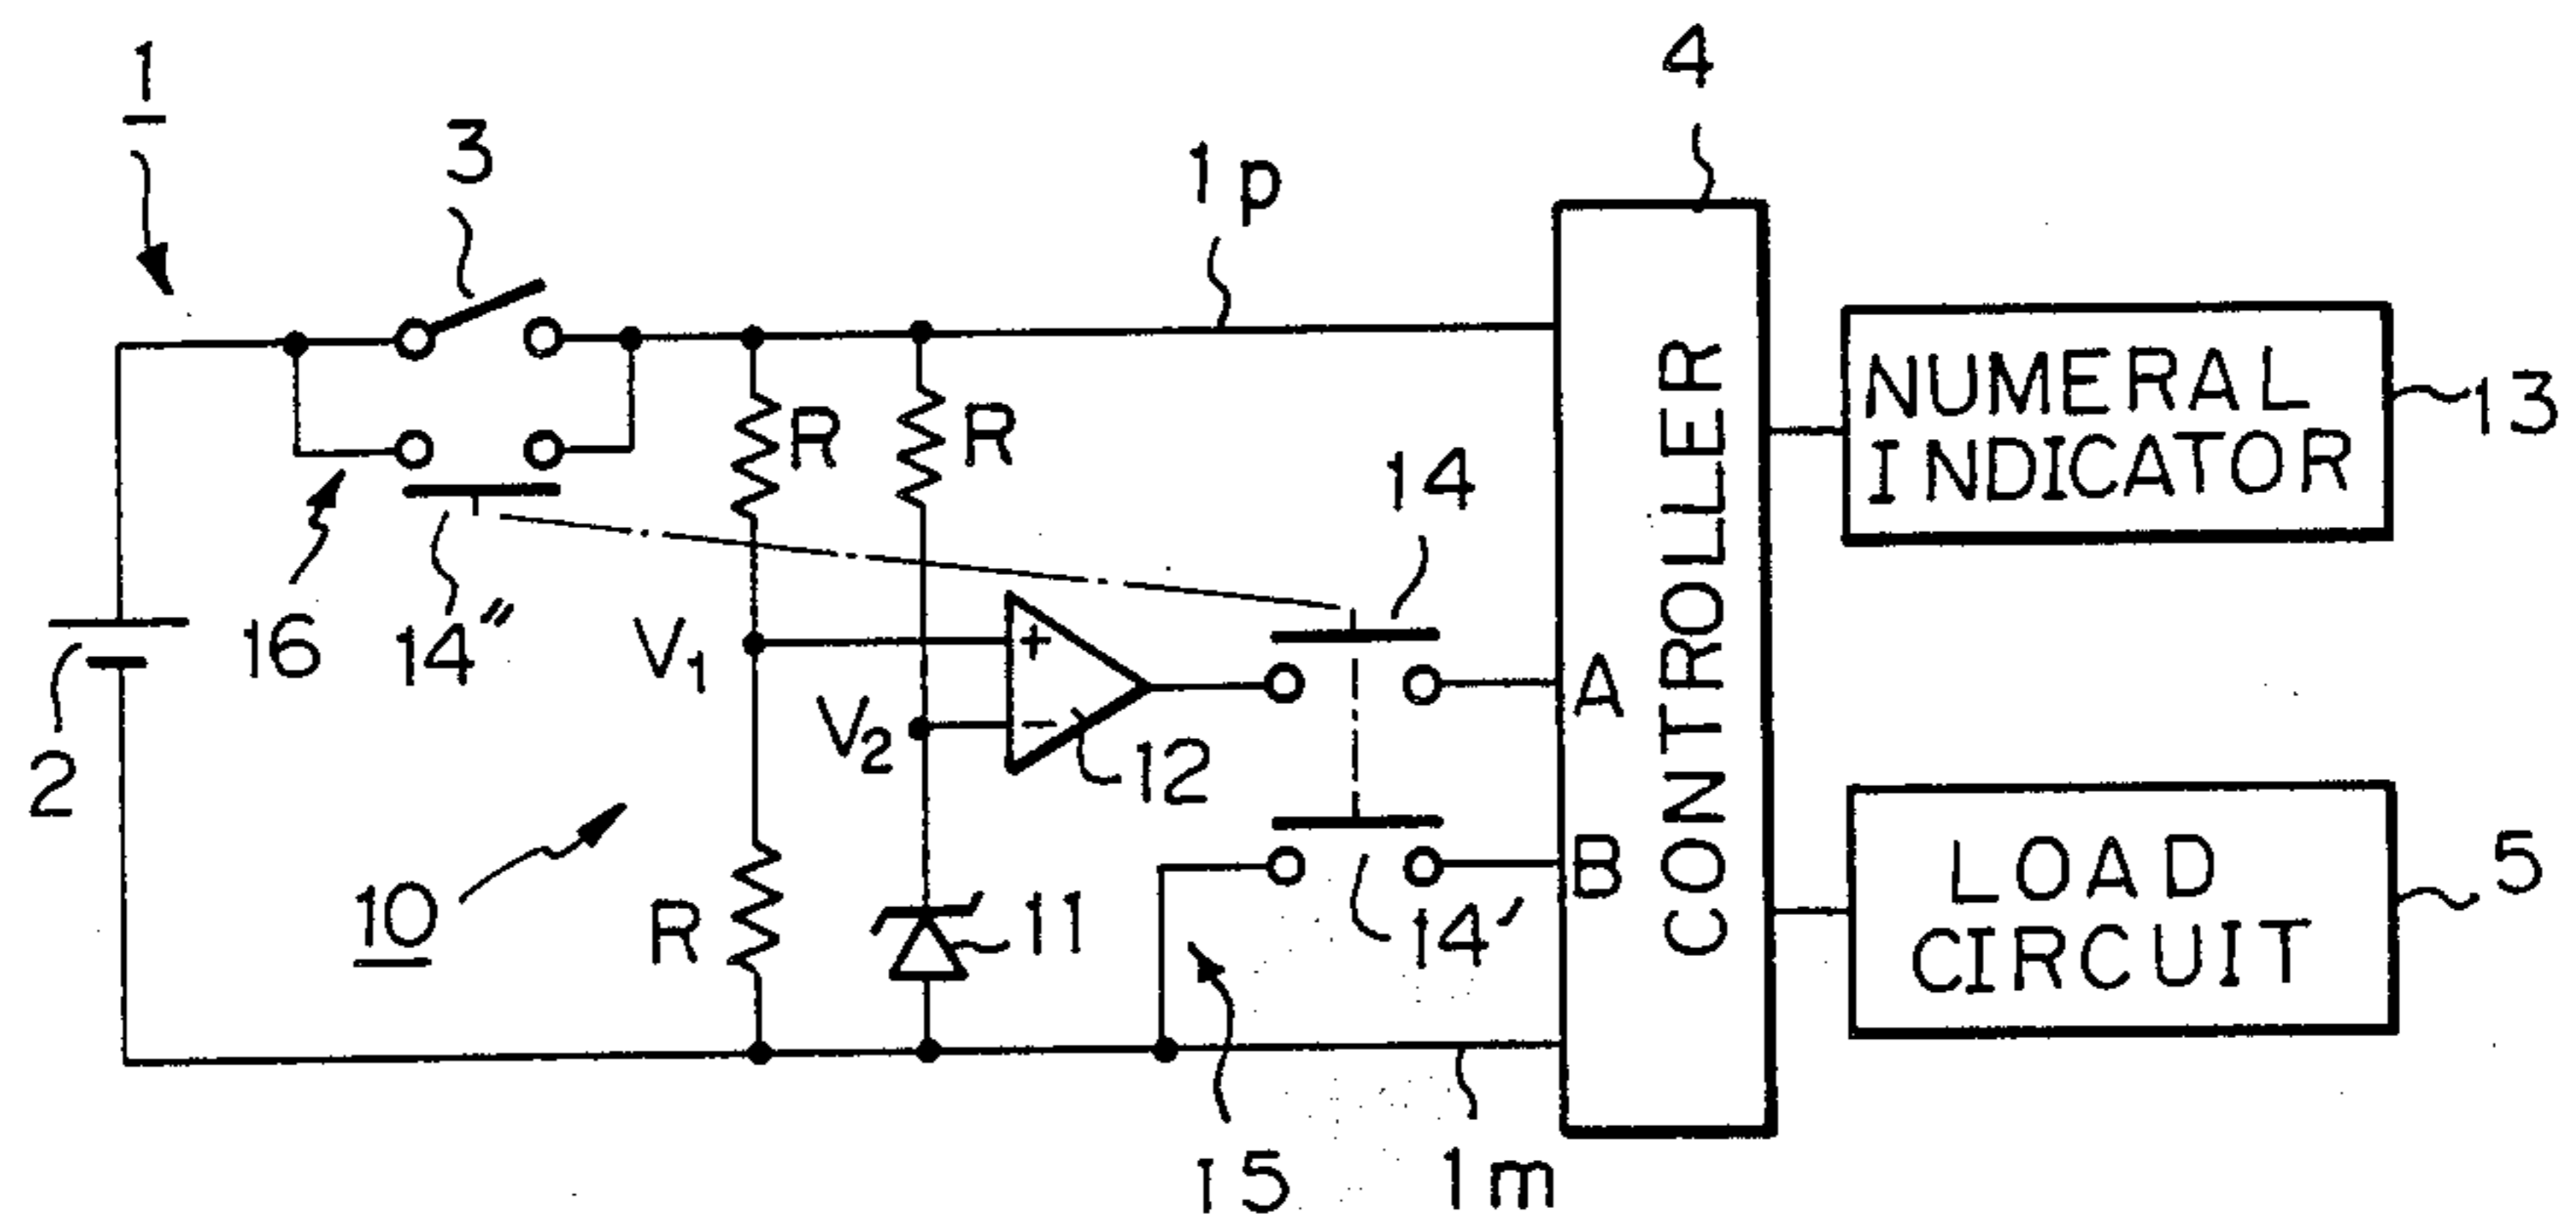 1
3
1p
4
R
R
NUMERAL
INDICATOR
13
14
16
14"
V1
+
A
CONTROLLER
2
V2
−
12
10
R
11
B
14'
LOAD
CIRCUIT
5
15
1m